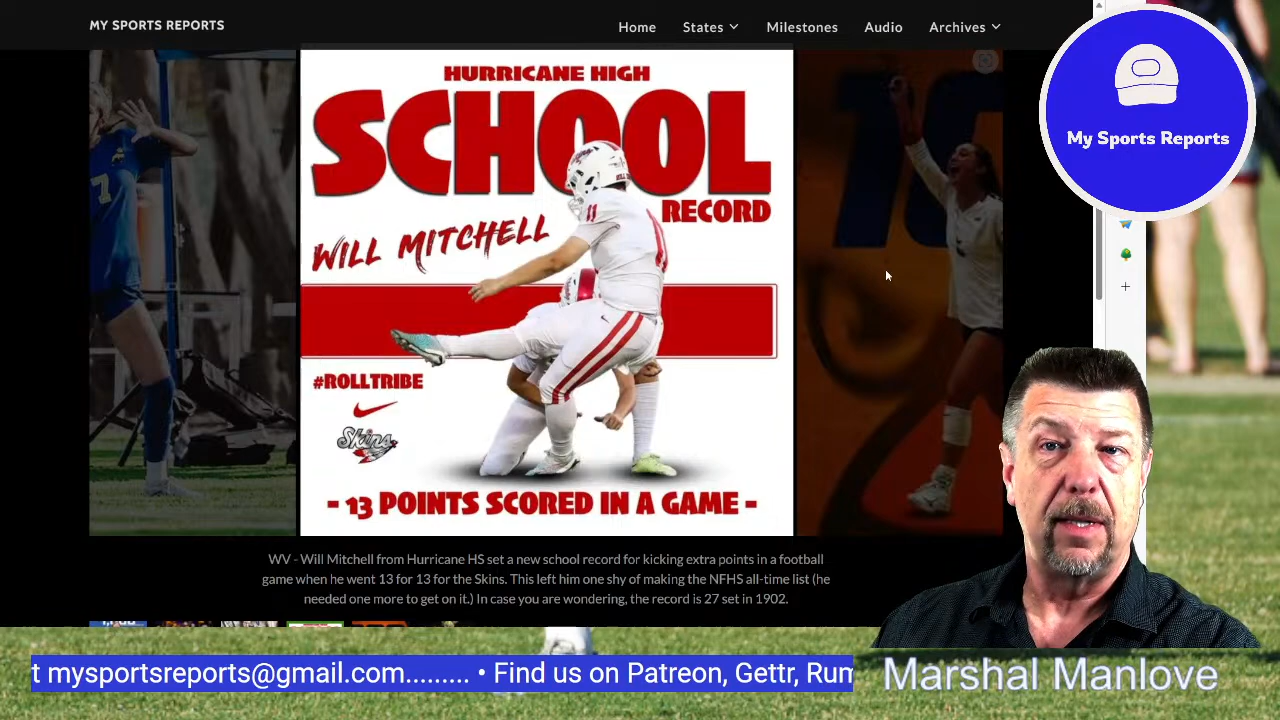 MY SPORTS REPORTS
Home
States
Milestones
Audio
Archives
My Sports Reports
HURRICANE HIGH
SCHOOL
RECORD
WILL MITCHELL
11
7
#ROLLTRIBE
Skins
- 13 POINTS SCORED IN A GAME -
WV - Will Mitchell from Hurricane HS set a new school record for kicking extra points in a football
game when he went 13 for 13 for the Skins. This left him one shy of making the NFHS all-time list (he
needed one more to get on it.) In case you are wondering, the record is 27 set in 1902.
t mysportsreports@gmail.com......... • Find us on Patreon, Gettr, Rum
Marshal Manlove